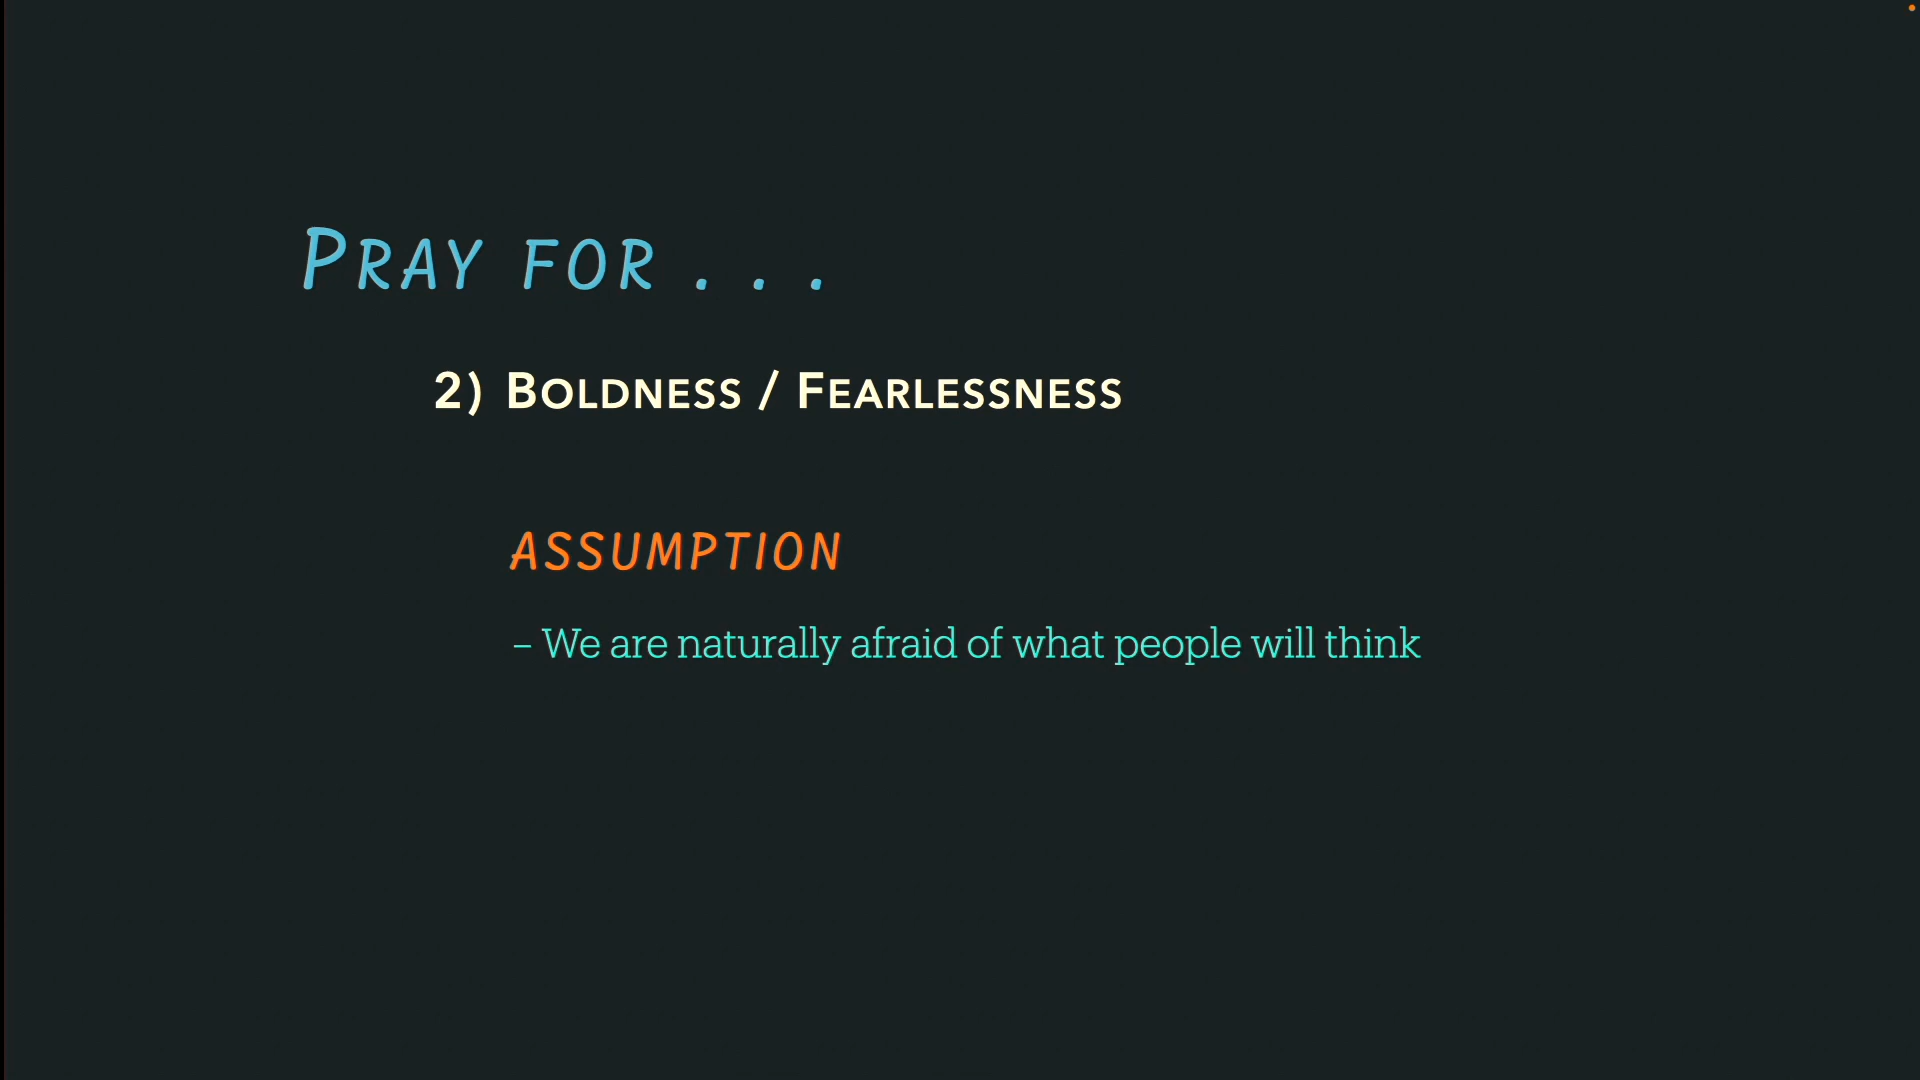 Pray for . . .
2) Boldness / Fearlessness
ASSUMPTION
– We are naturally afraid of what people will think